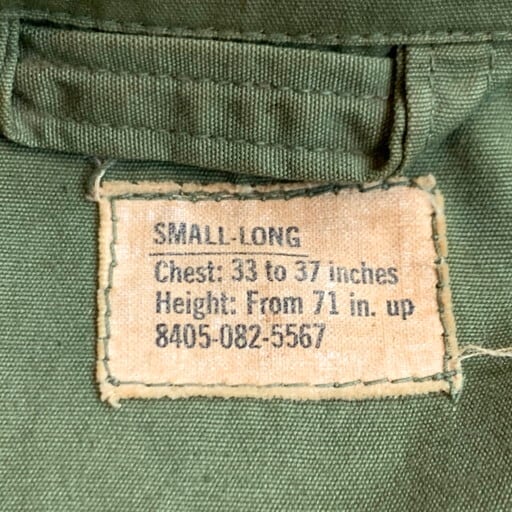 SMALL-LONG
Chest: 33 to 37 inches
Height: From 71 in. up
8405-082-5567